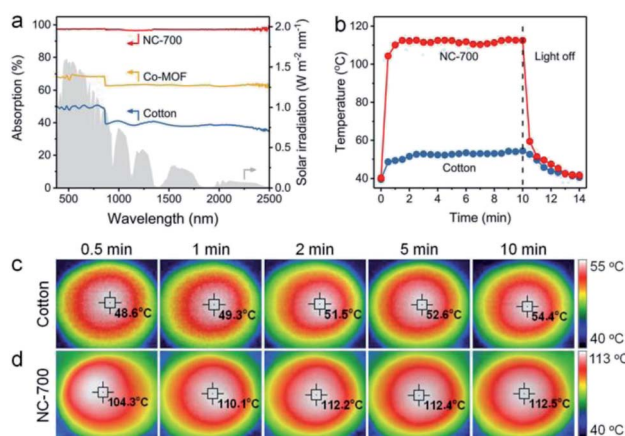 a
100
80
60
40
20
0
Absorption (%)
NC-700
Co-MOF
Cotton
2.0
1.5
1.0
0.5
0.0
Solar irradiation (W m⁻² nm⁻¹)
500 1000 1500 2000 2500
Wavelength (nm)
b
120
100
80
60
40
Temperature (°C)
NC-700
Light off
Cotton
0 2 4 6 8 10 12 14
Time (min)
0.5 min 1 min 2 min 5 min 10 min
c
Cotton
48.6°C 49.3°C 51.5°C 52.6°C 54.4°C
55 °C
40 °C
d
NC-700
104.3°C 110.1°C 112.2°C 112.4°C 112.5°C
113 °C
40 °C